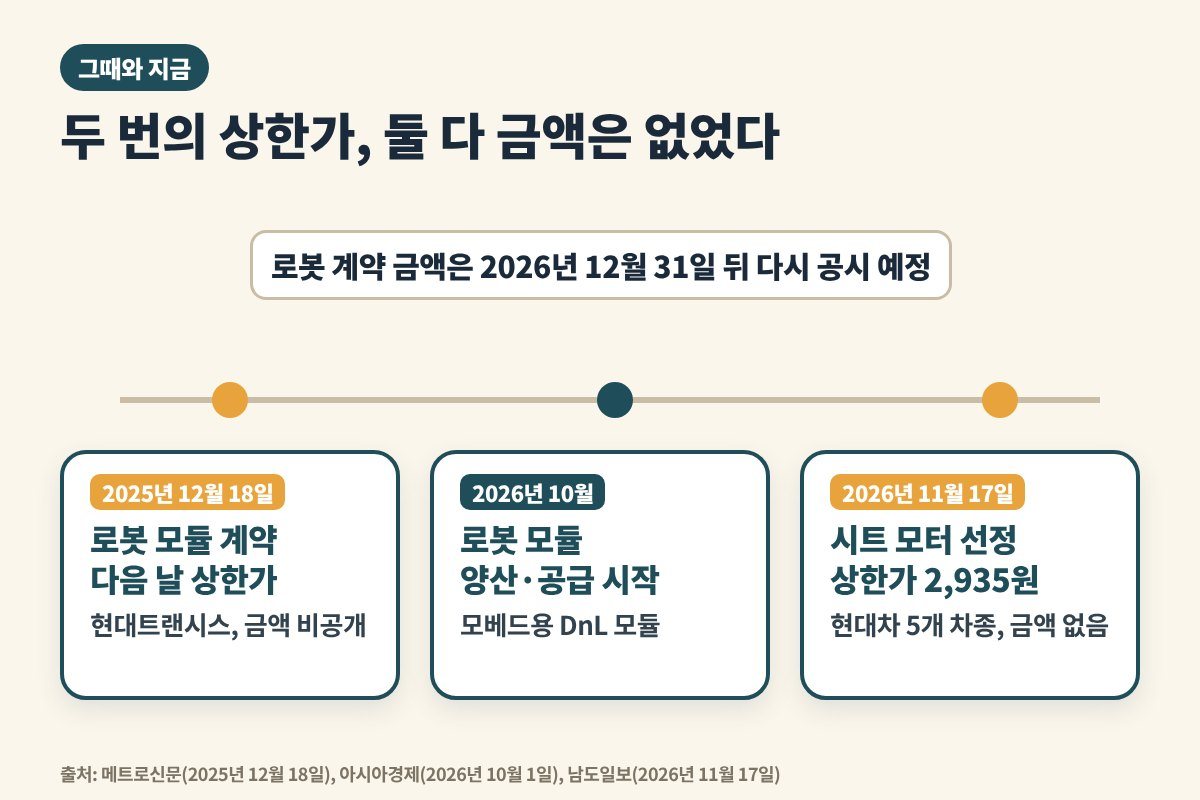 그때와 지금
두 번의 상한가, 둘 다 금액은 없었다
로봇 계약 금액은 2026년 12월 31일 뒤 다시 공시 예정
2025년 12월 18일
로봇 모듈 계약
다음 날 상한가
현대트랜시스, 금액 비공개
2026년 10월
로봇 모듈
양산·공급 시작
모베드용 DnL 모듈
2026년 11월 17일
시트 모터 선정
상한가 2,935원
현대차 5개 차종, 금액 없음
출처: 메트로신문(2025년 12월 18일), 아시아경제(2026년 10월 1일), 남도일보(2026년 11월 17일)